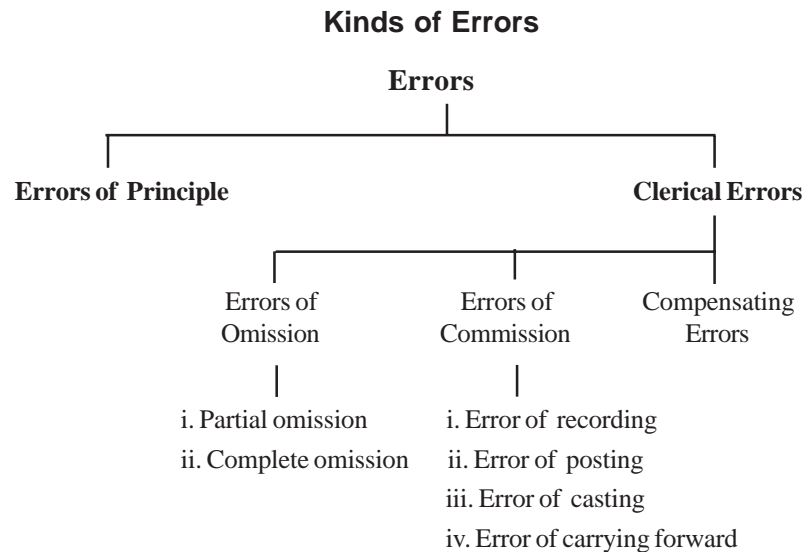 Kinds of Errors
Errors
Errors of Principle
Clerical Errors
Errors of
Omission
Errors of
Commission
Compensating
Errors
i. Partial omission
ii. Complete omission
i. Error of recording
ii. Error of posting
iii. Error of casting
iv. Error of carrying forward